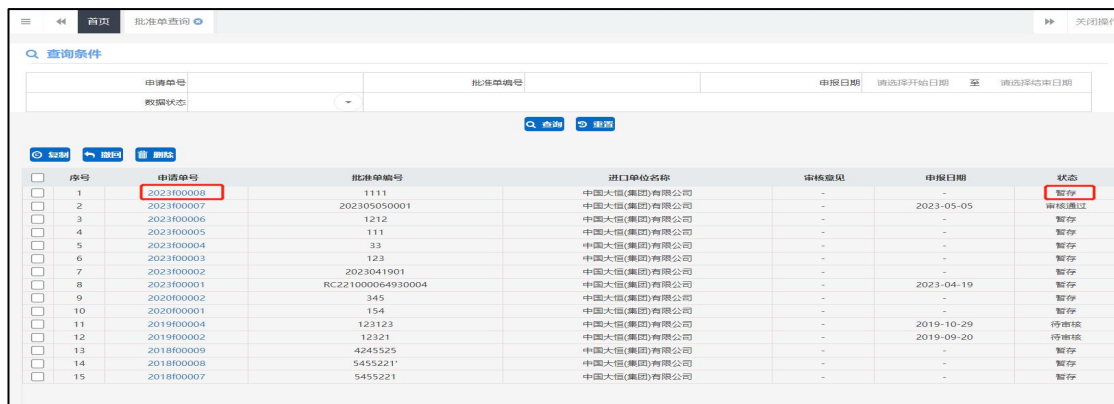 首页 批准单查询 关闭操作
查询条件
申请单号 批准单编号 申报日期 请选择开始日期 至 请选择结束日期
数据状态
查询 重置
复制 撤回 删除
序号 申请单号 批准单编号 进口单位名称 审核意见 申报日期 状态
1 2023f00008 1111 中国大恒(集团)有限公司 - - 暂存
2 2023f00007 202305050001 中国大恒(集团)有限公司 - 2023-05-05 审核通过
3 2023f00006 1212 中国大恒(集团)有限公司 - - 暂存
4 2023f00005 111 中国大恒(集团)有限公司 - - 暂存
5 2023f00004 33 中国大恒(集团)有限公司 - - 暂存
6 2023f00003 123 中国大恒(集团)有限公司 - - 暂存
7 2023f00002 2023041901 中国大恒(集团)有限公司 - - 暂存
8 2023f00001 RC221000064930004 中国大恒(集团)有限公司 - 2023-04-19 暂存
9 2020f00002 345 中国大恒(集团)有限公司 - - 暂存
10 2020f00001 154 中国大恒(集团)有限公司 - - 暂存
11 2019f00004 123123 中国大恒(集团)有限公司 - 2019-10-29 待审核
12 2019f00002 12321 中国大恒(集团)有限公司 - 2019-09-20 待审核
13 2018f00009 4245525 中国大恒(集团)有限公司 - - 暂存
14 2018f00008 5455221' 中国大恒(集团)有限公司 - - 暂存
15 2018f00007 5455221 中国大恒(集团)有限公司 - - 暂存